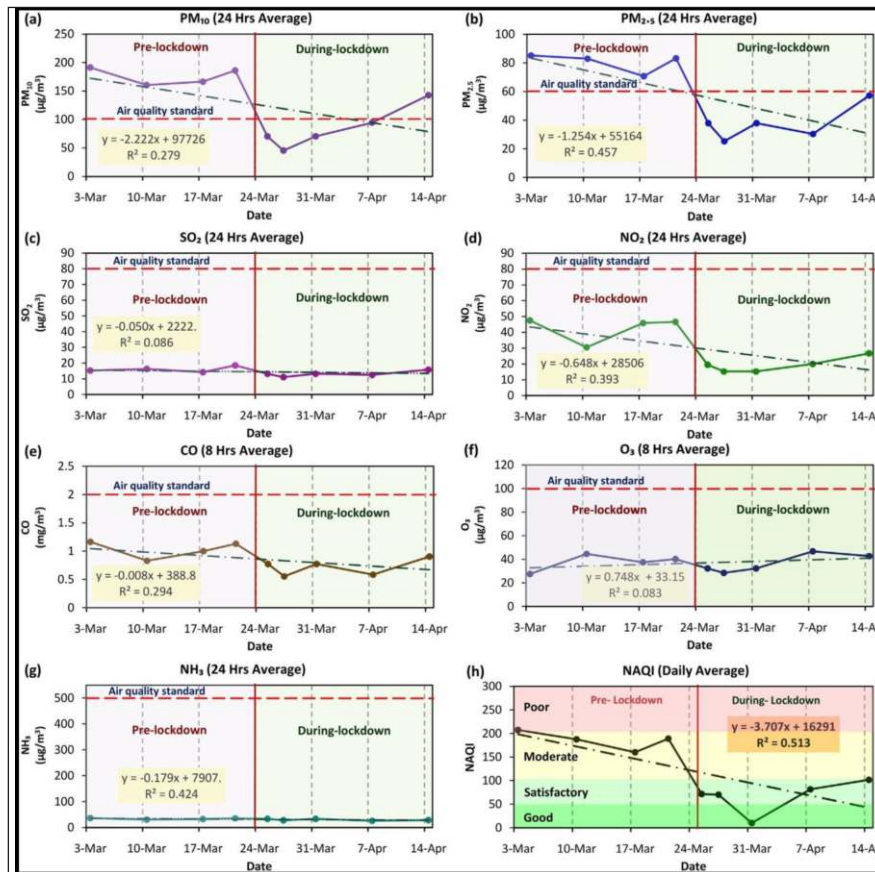 (a) PM₁₀ (24 Hrs Average)
250
200
150
100
50
0
PM₁₀
(µg/m³)
Pre-lockdown
During-lockdown
Air quality standard
y = -2.222x + 97726
R² = 0.279
3-Mar 10-Mar 17-Mar 24-Mar 31-Mar 7-Apr 14-Apr
Date
(b) PM₂.₅ (24 Hrs Average)
100
80
60
40
20
0
PM₂.₅
(µg/m³)
Pre-lockdown
During-lockdown
Air quality standard
y = -1.254x + 55164
R² = 0.457
3-Mar 10-Mar 17-Mar 24-Mar 31-Mar 7-Apr 14-Apr
Date
(c) SO₂ (24 Hrs Average)
90
80
70
60
50
40
30
20
10
0
SO₂
(µg/m³)
Air quality standard
Pre-lockdown
During-lockdown
y = -0.050x + 2222.
R² = 0.086
3-Mar 10-Mar 17-Mar 24-Mar 31-Mar 7-Apr 14-Apr
Date
(d) NO₂ (24 Hrs Average)
90
80
70
60
50
40
30
20
10
0
NO₂
(µg/m³)
Air quality standard
Pre-lockdown
During-lockdown
y = -0.648x + 28506
R² = 0.393
3-Mar 10-Mar 17-Mar 24-Mar 31-Mar 7-Apr 14-Apr
Date
(e) CO (8 Hrs Average)
2.5
2
1.5
1
0.5
0
CO
(mg/m³)
Air quality standard
Pre-lockdown
During-lockdown
y = -0.008x + 388.8
R² = 0.294
3-Mar 10-Mar 17-Mar 24-Mar 31-Mar 7-Apr 14-Apr
Date
(f) O₃ (8 Hrs Average)
120
100
80
60
40
20
0
O₃
(µg/m³)
Air quality standard
Pre-lockdown
During-lockdown
y = 0.748x + 33.15
R² = 0.083
3-Mar 10-Mar 17-Mar 24-Mar 31-Mar 7-Apr 14-Apr
Date
(g) NH₃ (24 Hrs Average)
500
400
300
200
100
0
NH₃
(µg/m³)
Air quality standard
Pre-lockdown
During-lockdown
y = -0.179x + 7907.
R² = 0.424
3-Mar 10-Mar 17-Mar 24-Mar 31-Mar 7-Apr 14-Apr
Date
(h) NAQI (Daily Average)
300
250
200
150
100
50
0
NAQI
Poor
Moderate
Satisfactory
Good
Pre- Lockdown
During- Lockdown
y = -3.707x + 16291
R² = 0.513
3-Mar 10-Mar 17-Mar 24-Mar 31-Mar 7-Apr 14-Apr
Date